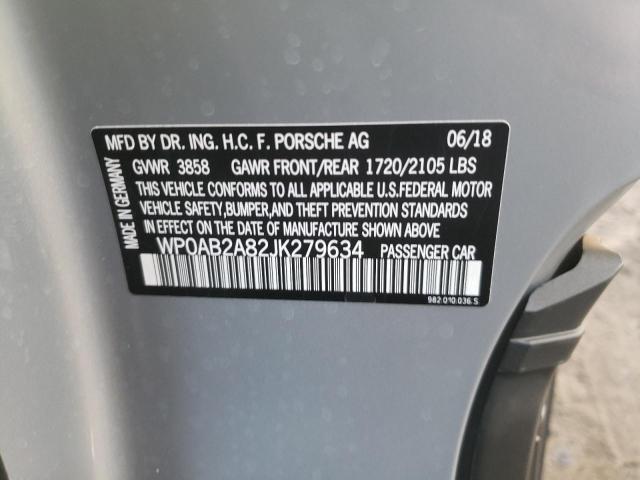 MFD BY DR. ING. H.C. F. PORSCHE AG 06/18
GVWR 3858 GAWR FRONT/REAR 1720/2105 LBS
THIS VEHICLE CONFORMS TO ALL APPLICABLE U.S.FEDERAL MOTOR
VEHICLE SAFETY,BUMPER,AND THEFT PREVENTION STANDARDS
IN EFFECT ON THE DATE OF MANUFACTURE SHOWN ABOVE
WP0AB2A82JK279634 PASSENGER CAR
982.010.036.S
MADE IN GERMANY